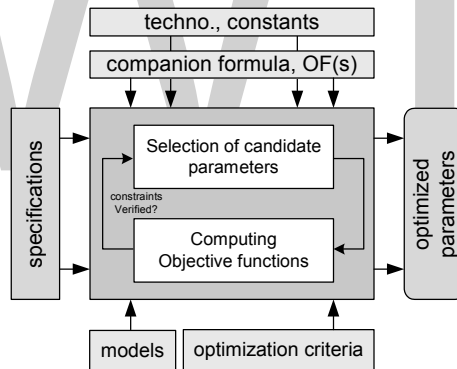 techno., constants
companion formula, OF(s)
specifications
Selection of candidate
parameters
constraints
Verified?
Computing
Objective functions
optimized
parameters
models
optimization criteria